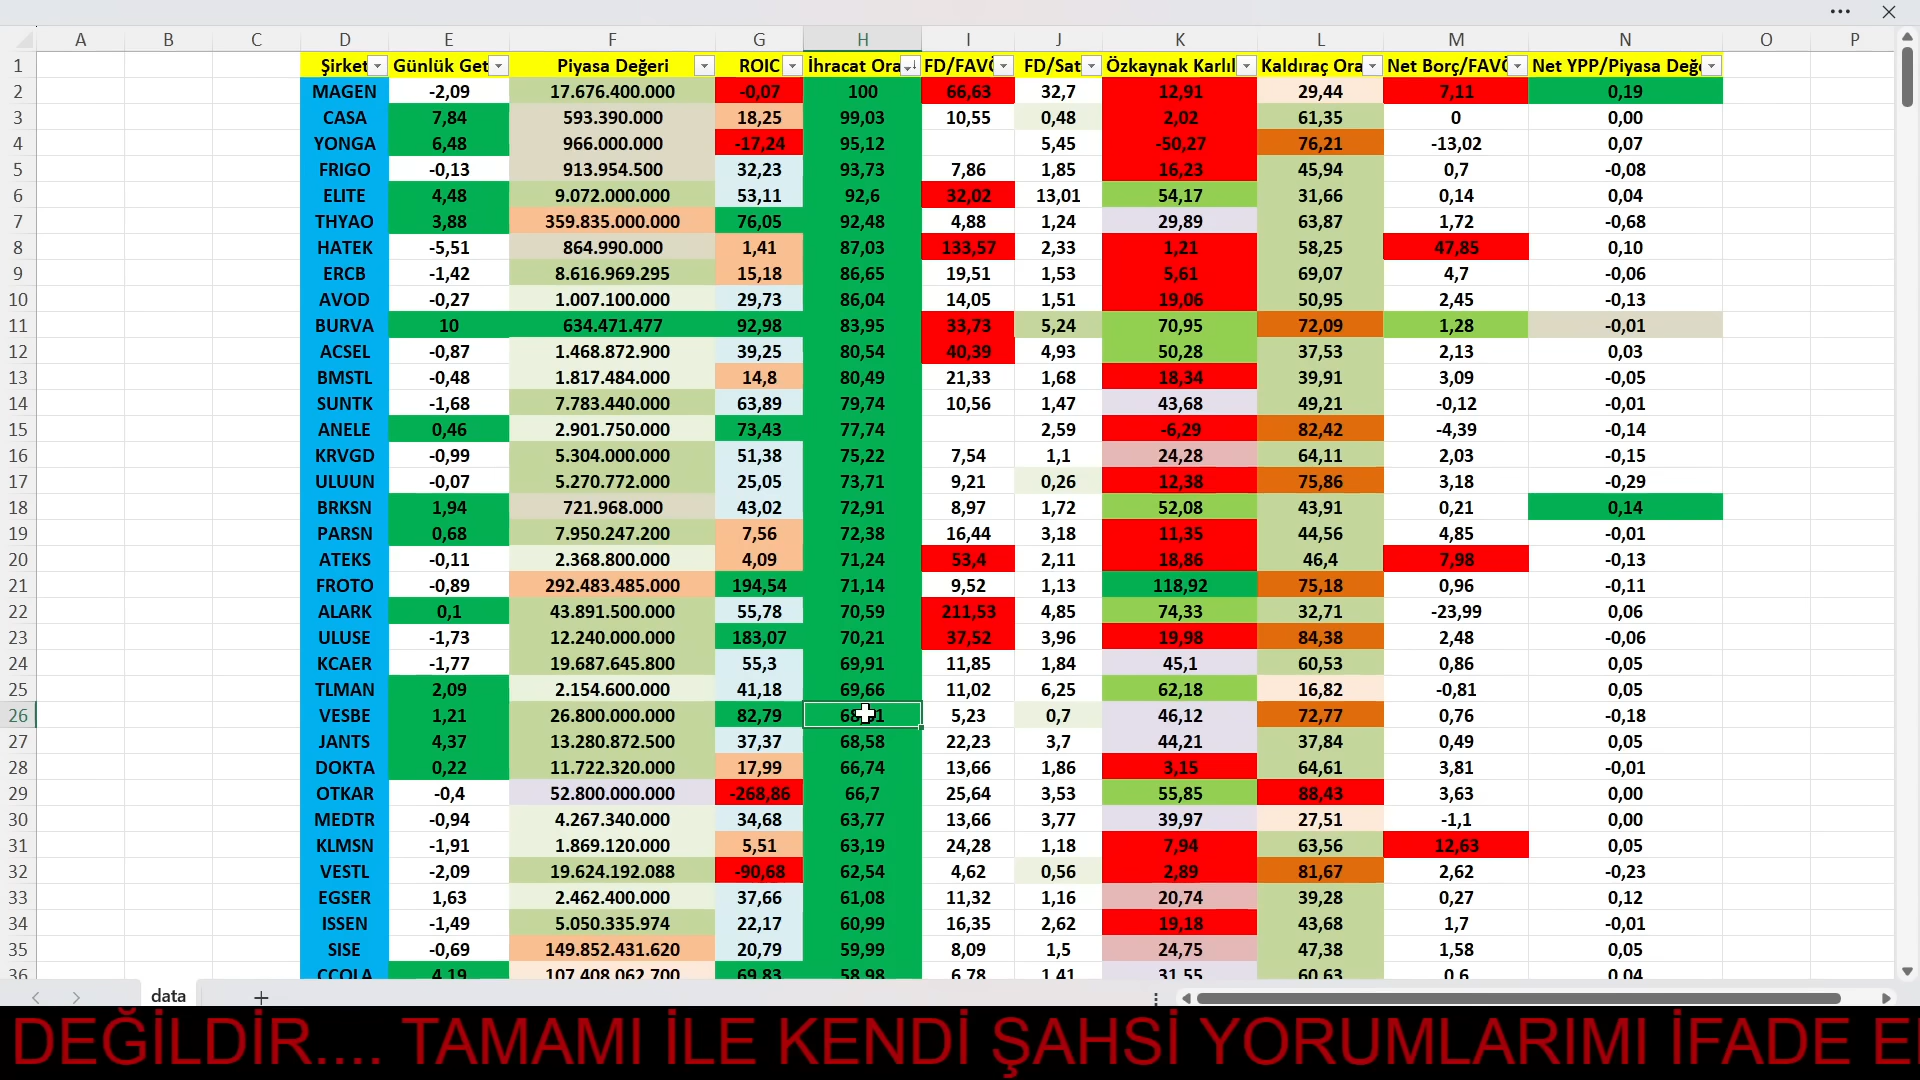 A B C D E F G H I J K L M N O P
1 Şirket Günlük Get Piyasa Değeri ROIC İhracat Ora FD/FAVÖ FD/Sat Özkaynak Karlıl Kaldıraç Ora Net Borç/FAVÖ Net YPP/Piyasa Değe
2 MAGEN -2,09 17.676.400.000 -0,07 100 66,63 32,7 12,91 29,44 7,11 0,19
3 CASA 7,84 593.390.000 18,25 99,03 10,55 0,48 2,02 61,35 0 0,00
4 YONGA 6,48 966.000.000 -17,24 95,12 5,45 -50,27 76,21 -13,02 0,07
5 FRIGO -0,13 913.954.500 32,23 93,73 7,86 1,85 16,23 45,94 0,7 -0,08
6 ELITE 4,48 9.072.000.000 53,11 92,6 32,02 13,01 54,17 31,66 0,14 0,04
7 THYAO 3,88 359.835.000.000 76,05 92,48 4,88 1,24 29,89 63,87 1,72 -0,68
8 HATEK -5,51 864.990.000 1,41 87,03 133,57 2,33 1,21 58,25 47,85 0,10
9 ERCB -1,42 8.616.969.295 15,18 86,65 19,51 1,53 5,61 69,07 4,7 -0,06
10 AVOD -0,27 1.007.100.000 29,73 86,04 14,05 1,51 19,06 50,95 2,45 -0,13
11 BURVA 10 634.471.477 92,98 83,95 33,73 5,24 70,95 72,09 1,28 -0,01
12 ACSEL -0,87 1.468.872.900 39,25 80,54 40,39 4,93 50,28 37,53 2,13 0,03
13 BMSTL -0,48 1.817.484.000 14,8 80,49 21,33 1,68 18,34 39,91 3,09 -0,05
14 SUNTK -1,68 7.783.440.000 63,89 79,74 10,56 1,47 43,68 49,21 -0,12 -0,01
15 ANELE 0,46 2.901.750.000 73,43 77,74 2,59 -6,29 82,42 -4,39 -0,14
16 KRVGD -0,99 5.304.000.000 51,38 75,22 7,54 1,1 24,28 64,11 2,03 -0,15
17 ULUUN -0,07 5.270.772.000 25,05 73,71 9,21 0,26 12,38 75,86 3,18 -0,29
18 BRKSN 1,94 721.968.000 43,02 72,91 8,97 1,72 52,08 43,91 0,21 0,14
19 PARSN 0,68 7.950.247.200 7,56 72,38 16,44 3,18 11,35 44,56 4,85 -0,01
20 ATEKS -0,11 2.368.800.000 4,09 71,24 53,4 2,11 18,86 46,4 7,98 -0,13
21 FROTO -0,89 292.483.485.000 194,54 71,14 9,52 1,13 118,92 75,18 0,96 -0,11
22 ALARK 0,1 43.891.500.000 55,78 70,59 211,53 4,85 74,33 32,71 -23,99 0,06
23 ULUSE -1,73 12.240.000.000 183,07 70,21 37,52 3,96 19,98 84,38 2,48 -0,06
24 KCAER -1,77 19.687.645.800 55,3 69,91 11,85 1,84 45,1 60,53 0,86 0,05
25 TLMAN 2,09 2.154.600.000 41,18 69,66 11,02 6,25 62,18 16,82 -0,81 0,05
26 VESBE 1,21 26.800.000.000 82,79 5,23 0,7 46,12 72,77 0,76 -0,18
27 JANTS 4,37 13.280.872.500 37,37 68,58 22,23 3,7 44,21 37,84 0,49 0,05
28 DOKTA 0,22 11.722.320.000 17,99 66,74 13,66 1,86 3,15 64,61 3,81 -0,01
29 OTKAR -0,4 52.800.000.000 -268,86 66,7 25,64 3,53 55,85 88,43 3,63 0,00
30 MEDTR -0,94 4.267.340.000 34,68 63,77 13,66 3,77 39,97 27,51 -1,1 0,00
31 KLMSN -1,91 1.869.120.000 5,51 63,19 24,28 1,18 7,94 63,56 12,63 0,05
32 VESTL -2,09 19.624.192.088 -90,68 62,54 4,62 0,56 2,89 81,67 2,62 -0,23
33 EGSER 1,63 2.462.400.000 37,66 61,08 11,32 1,16 20,74 39,28 0,27 0,12
34 ISSEN -1,49 5.050.335.974 22,17 60,99 16,35 2,62 19,18 43,68 1,7 -0,01
35 SISE -0,69 149.852.431.620 20,79 59,99 8,09 1,5 24,75 47,38 1,58 0,05
36 CCOLA 4,19 107.408.062.700 69,83 58,98 6,78 1,41 31,55 60,63 0,6 0,04
data
DEĞİLDİR.... TAMAMI İLE KENDİ ŞAHSİ YORUMLARIMI İFADE E